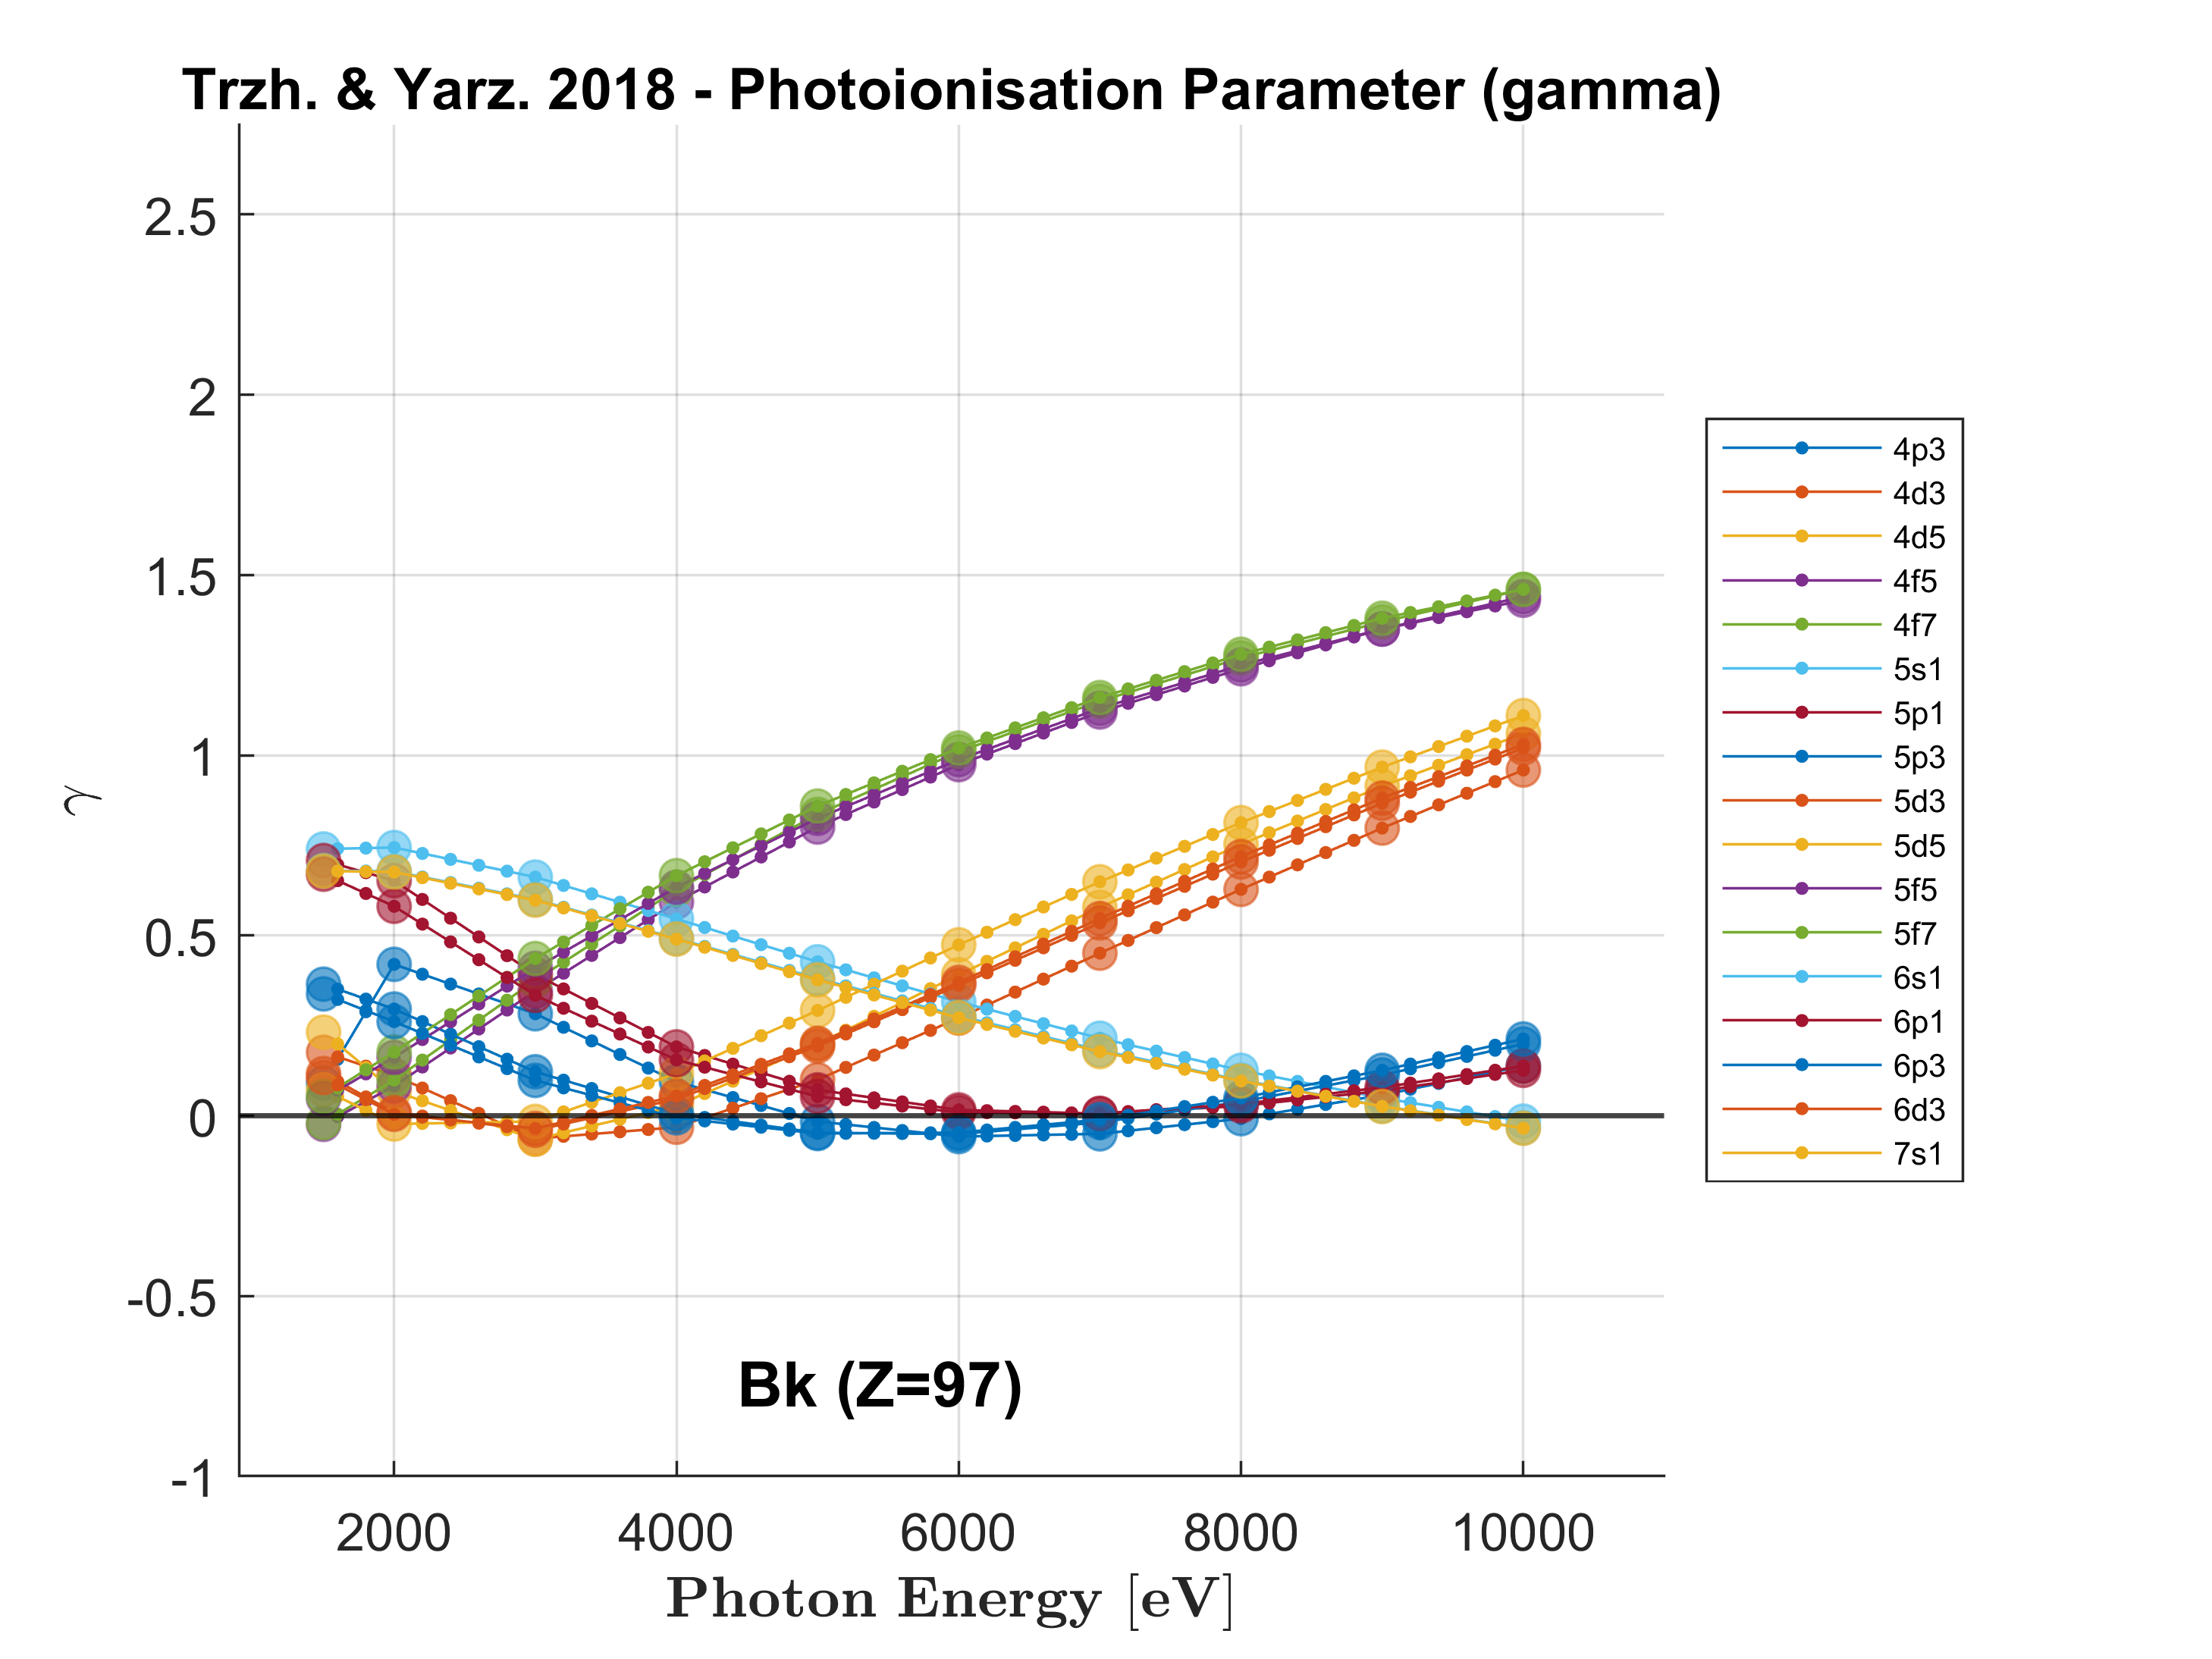 Trzh. & Yarz. 2018 - Photoionisation Parameter (gamma)
2.5
2
1.5
1
0.5
0
-0.5
-1
γ
2000 4000 6000 8000 10000
Photon Energy [eV]
Bk (Z=97)
4p3
4d3
4d5
4f5
4f7
5s1
5p1
5p3
5d3
5d5
5f5
5f7
6s1
6p1
6p3
6d3
7s1